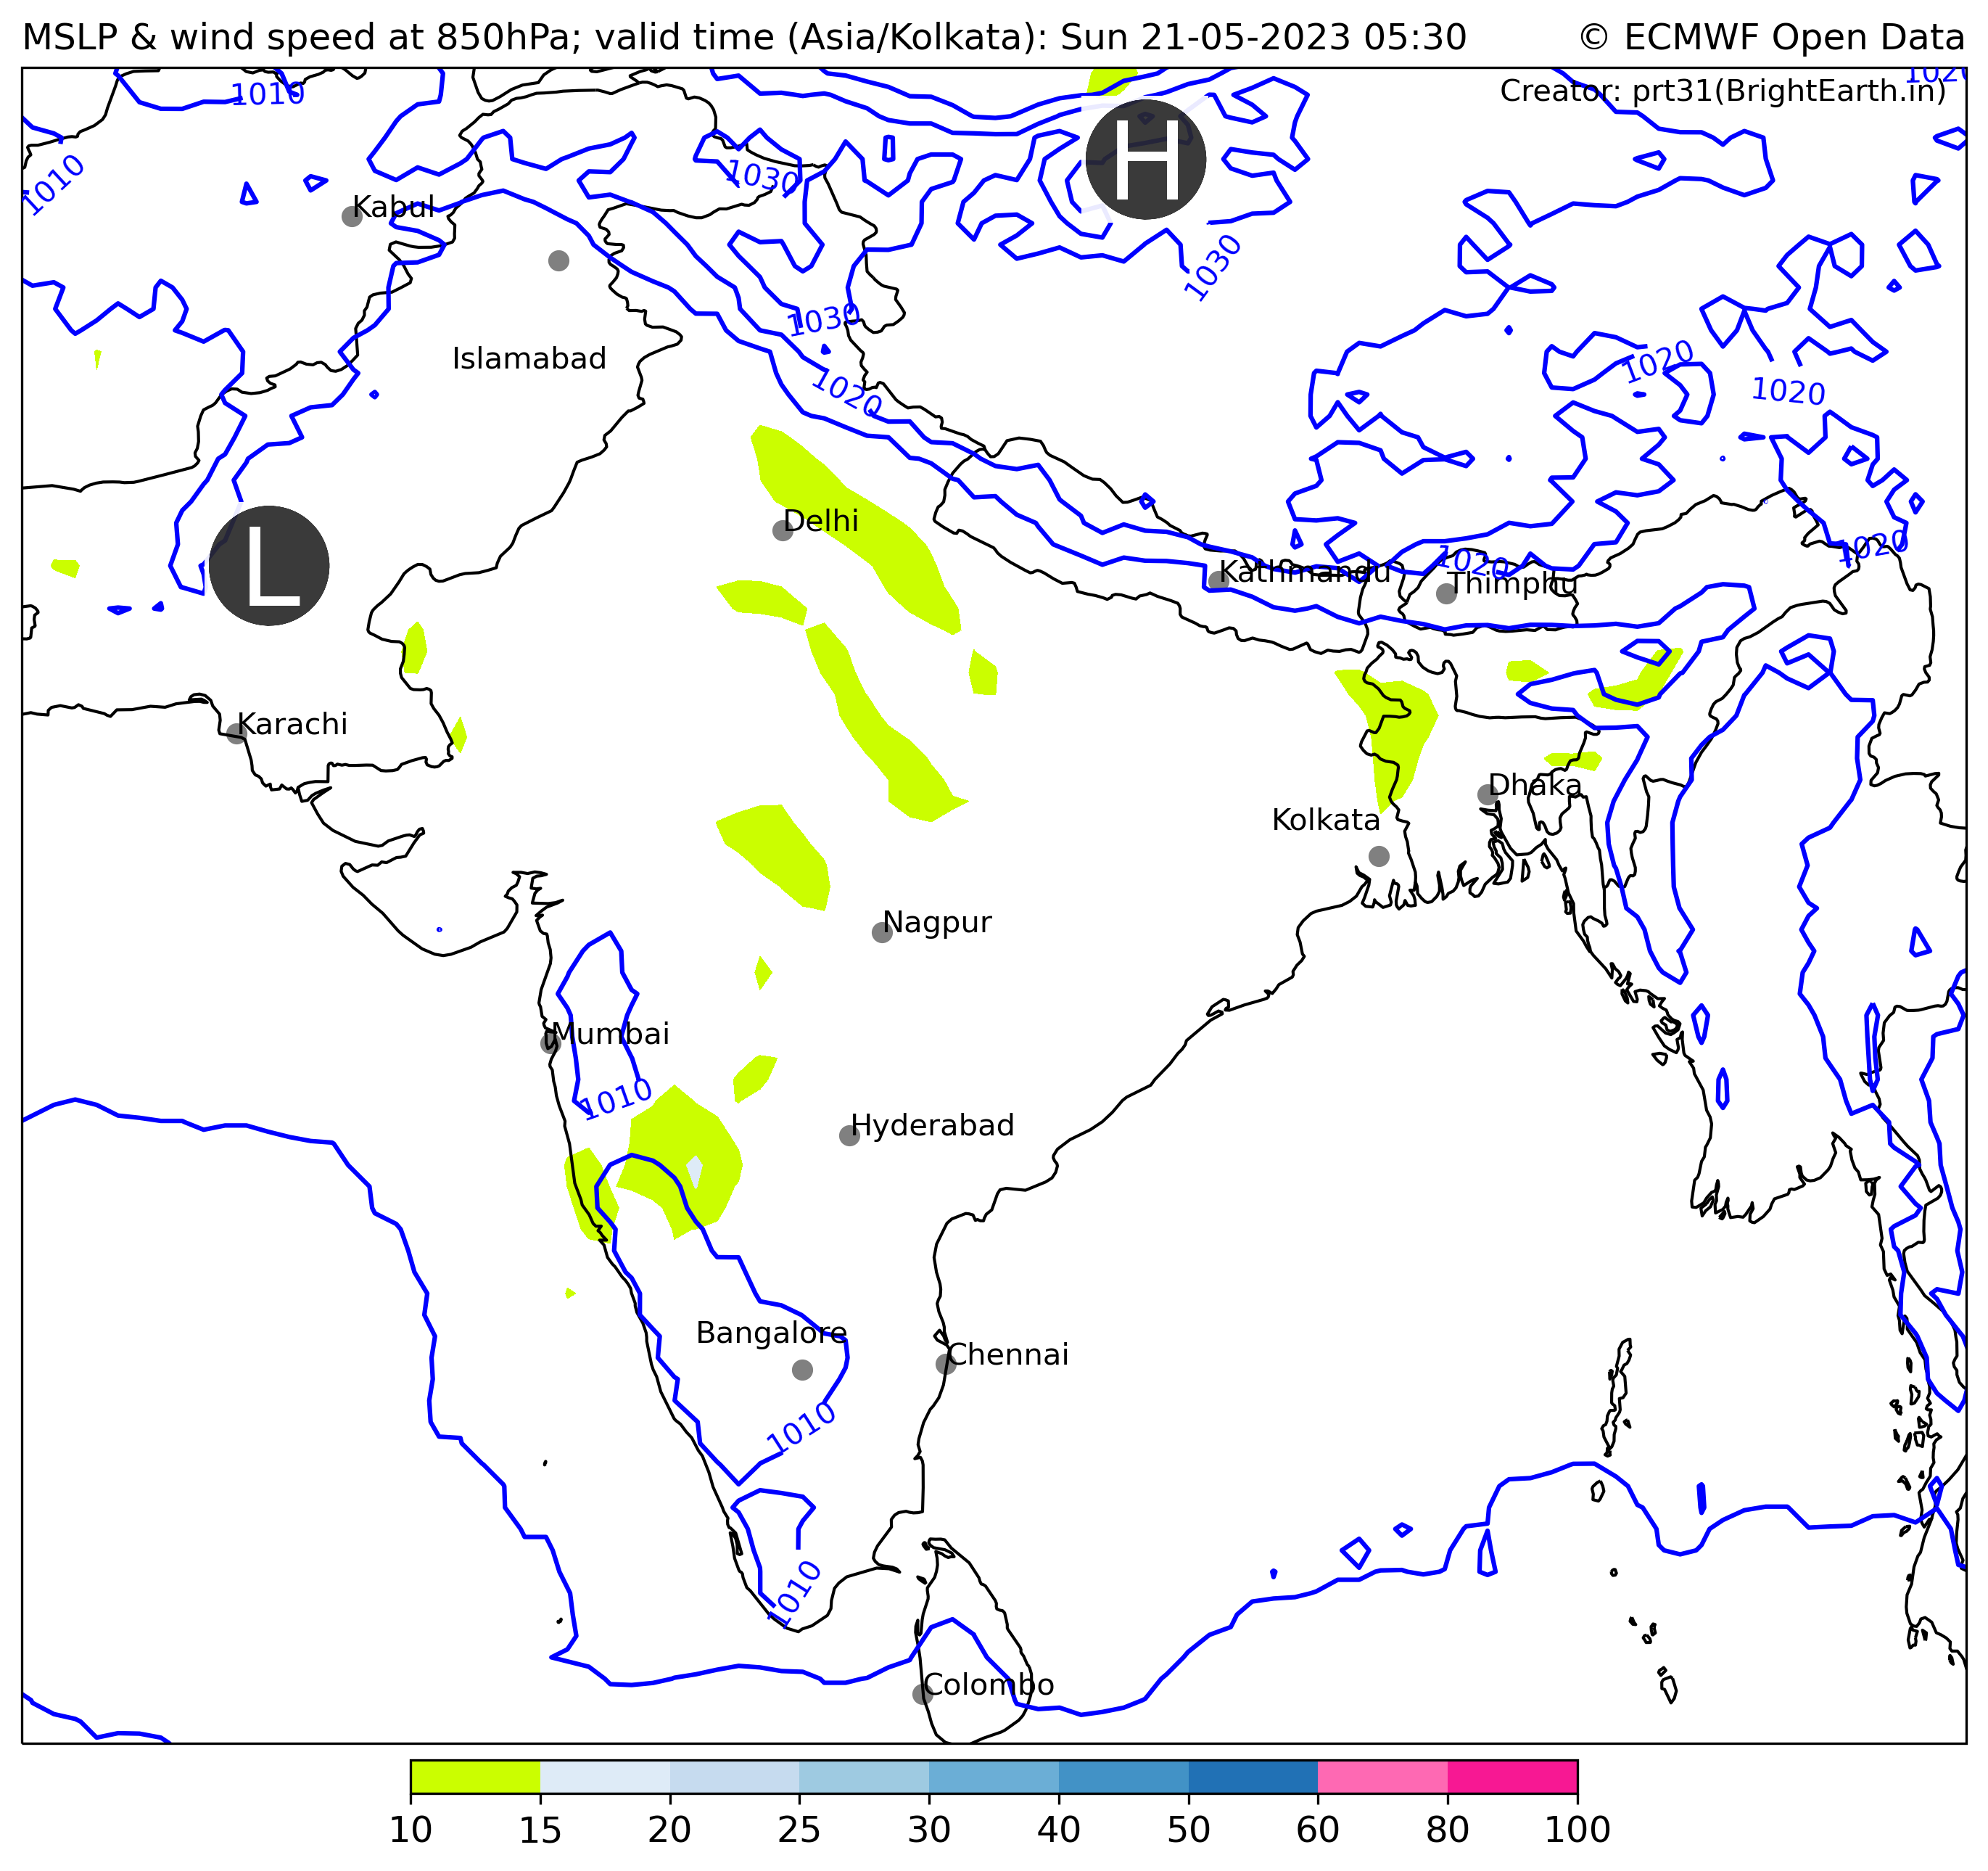 MSLP & wind speed at 850hPa; valid time (Asia/Kolkata): Sun 21-05-2023 05:30 © ECMWF Open Data
1020
Creator: prt31(BrightEarth.in)
1010
H
1010
1030
Kabul
1030
Islamabad
1030
1020
1020
1020
Delhi
L
1020
1020
Kathmandu
Thimphu
Karachi
Dhaka
Kolkata
Nagpur
Mumbai
1010
Hyderabad
Bangalore
Chennai
1010
1010
Colombo
10 15 20 25 30 40 50 60 80 100